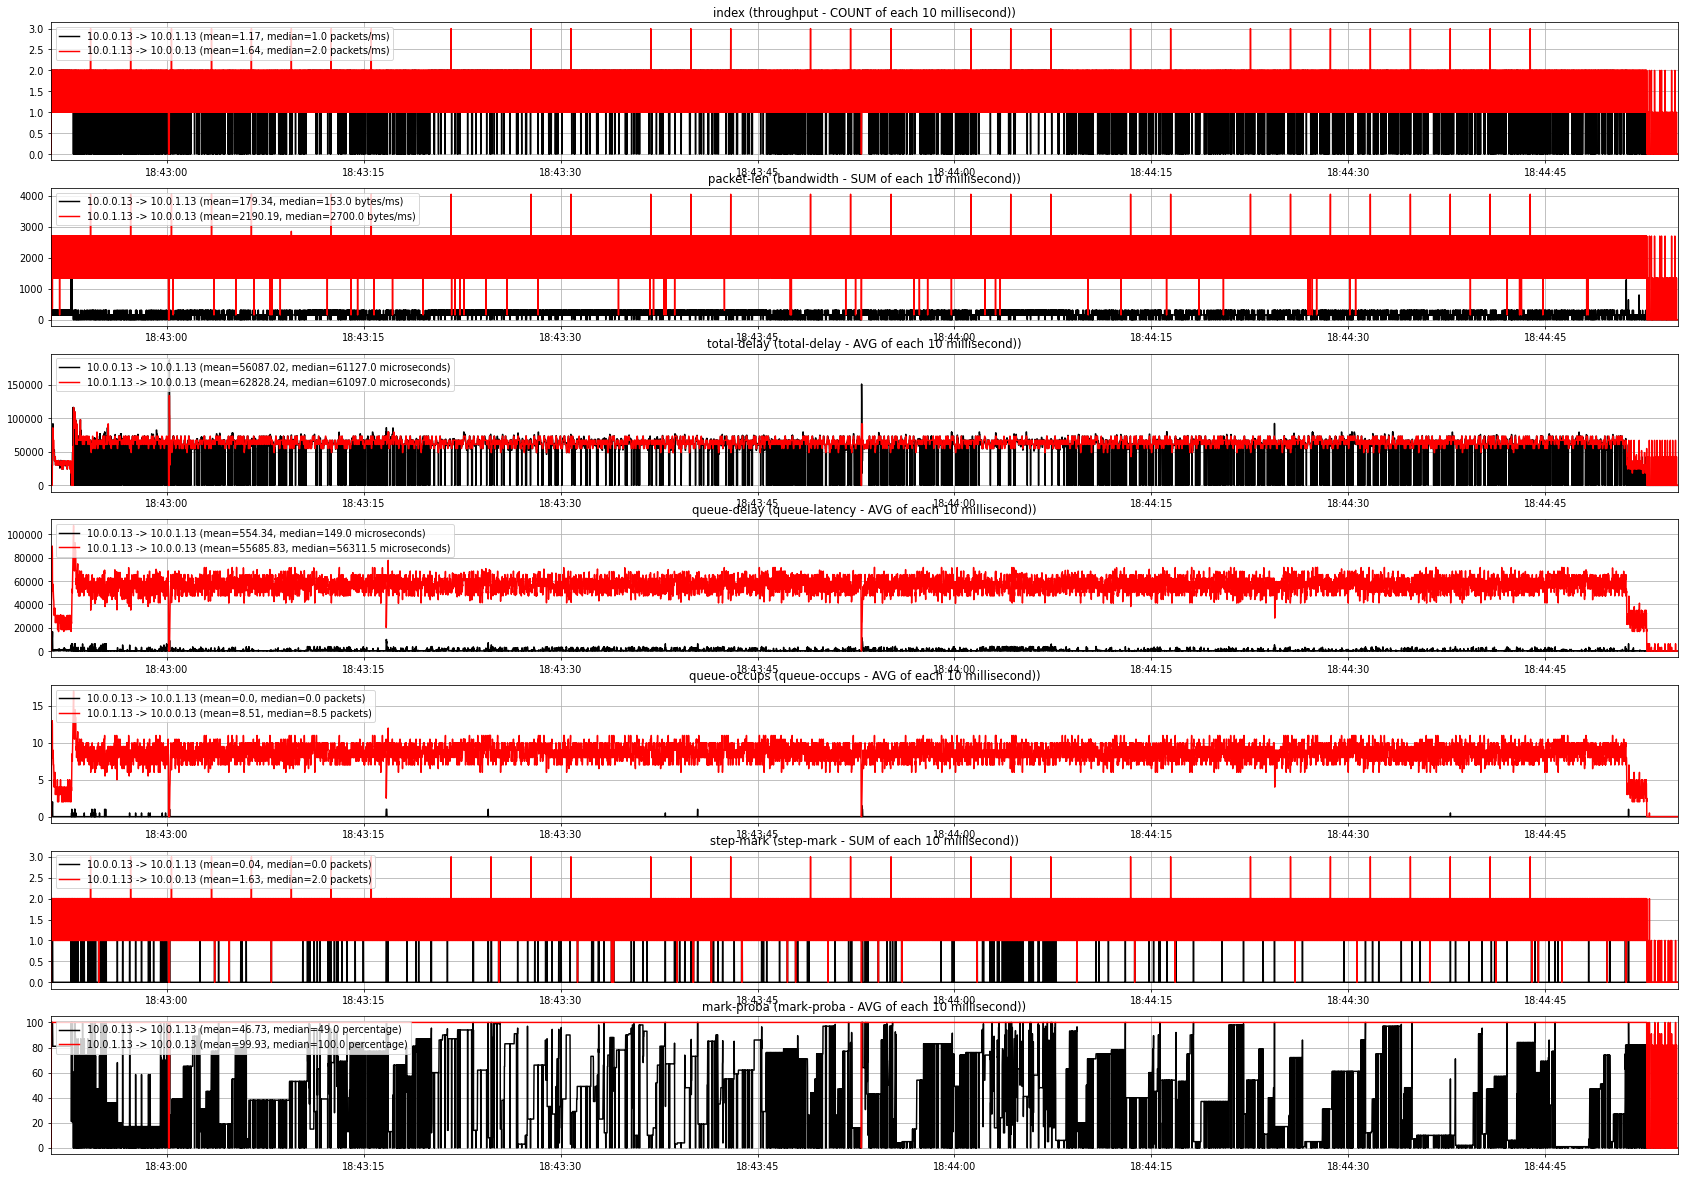 index (throughput - COUNT of each 10 millisecond))
10.0.0.13 -> 10.0.1.13 (mean=1.17, median=1.0 packets/ms)
10.0.1.13 -> 10.0.0.13 (mean=1.64, median=2.0 packets/ms)
3.0
2.5
2.0
1.5
1.0
0.5
0.0
18:43:00 18:43:15 18:43:30 18:43:45 18:44:00 18:44:15 18:44:30 18:44:45
packet-len (bandwidth - SUM of each 10 millisecond))
10.0.0.13 -> 10.0.1.13 (mean=179.34, median=153.0 bytes/ms)
10.0.1.13 -> 10.0.0.13 (mean=2190.19, median=2700.0 bytes/ms)
4000
3000
2000
1000
0
18:43:00 18:43:15 18:43:30 18:43:45 18:44:00 18:44:15 18:44:30 18:44:45
total-delay (total-delay - AVG of each 10 millisecond))
10.0.0.13 -> 10.0.1.13 (mean=56087.02, median=61127.0 microseconds)
10.0.1.13 -> 10.0.0.13 (mean=62828.24, median=61097.0 microseconds)
150000
100000
50000
0
18:43:00 18:43:15 18:43:30 18:43:45 18:44:00 18:44:15 18:44:30 18:44:45
queue-delay (queue-latency - AVG of each 10 millisecond))
10.0.0.13 -> 10.0.1.13 (mean=554.34, median=149.0 microseconds)
10.0.1.13 -> 10.0.0.13 (mean=55685.83, median=56311.5 microseconds)
100000
80000
60000
40000
20000
0
18:43:00 18:43:15 18:43:30 18:43:45 18:44:00 18:44:15 18:44:30 18:44:45
queue-occups (queue-occups - AVG of each 10 millisecond))
10.0.0.13 -> 10.0.1.13 (mean=0.0, median=0.0 packets)
10.0.1.13 -> 10.0.0.13 (mean=8.51, median=8.5 packets)
15
10
5
0
18:43:00 18:43:15 18:43:30 18:43:45 18:44:00 18:44:15 18:44:30 18:44:45
step-mark (step-mark - SUM of each 10 millisecond))
10.0.0.13 -> 10.0.1.13 (mean=0.04, median=0.0 packets)
10.0.1.13 -> 10.0.0.13 (mean=1.63, median=2.0 packets)
3.0
2.5
2.0
1.5
1.0
0.5
0.0
18:43:00 18:43:15 18:43:30 18:43:45 18:44:00 18:44:15 18:44:30 18:44:45
mark-proba (mark-proba - AVG of each 10 millisecond))
10.0.0.13 -> 10.0.1.13 (mean=46.73, median=49.0 percentage)
10.0.1.13 -> 10.0.0.13 (mean=99.93, median=100.0 percentage)
100
80
60
40
20
0
18:43:00 18:43:15 18:43:30 18:43:45 18:44:00 18:44:15 18:44:30 18:44:45